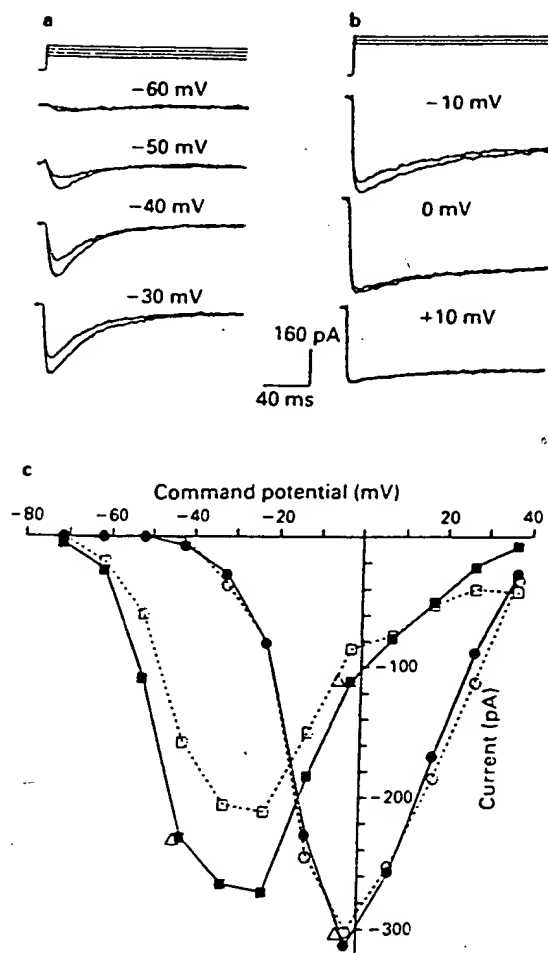 a
b
-60 mV
-50 mV
-40 mV
-30 mV
-10 mV
0 mV
+10 mV
160 pA
40 ms
c
Command potential (mV)
-80 -60 -40 -20 20 40
-100
-200
-300
Current (pA)